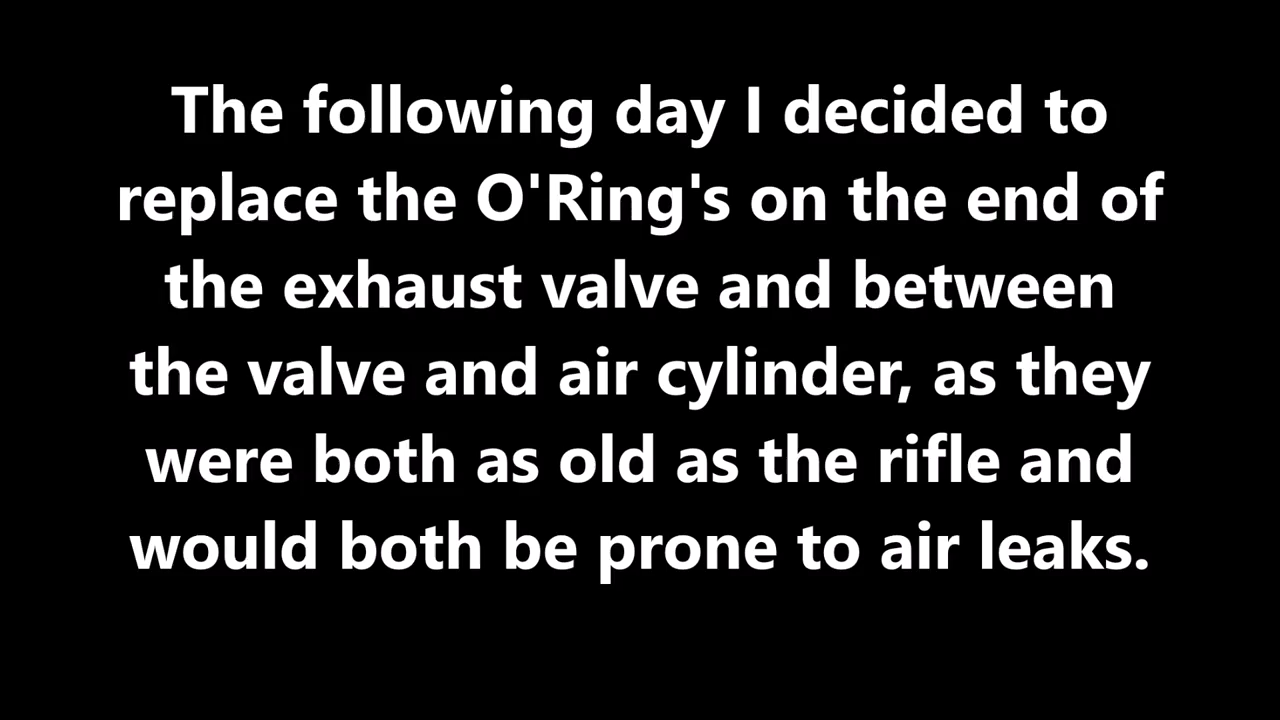 The following day I decided to
replace the O'Ring's on the end of
the exhaust valve and between
the valve and air cylinder, as they
were both as old as the rifle and
would both be prone to air leaks.